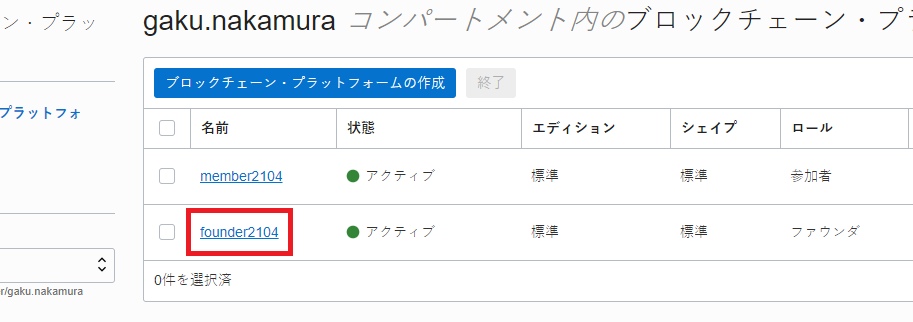 gaku.nakamura コンパートメント内のブロックチェーン・プラ
ン・プラッ
プラットフォ
r/gaku.nakamura
ブロックチェーン・プラットフォームの作成 終了
名前 状態 エディション シェイプ ロール
member2104 アクティブ 標準 標準 参加者
founder2104 アクティブ 標準 標準 ファウンダ
0件を選択済